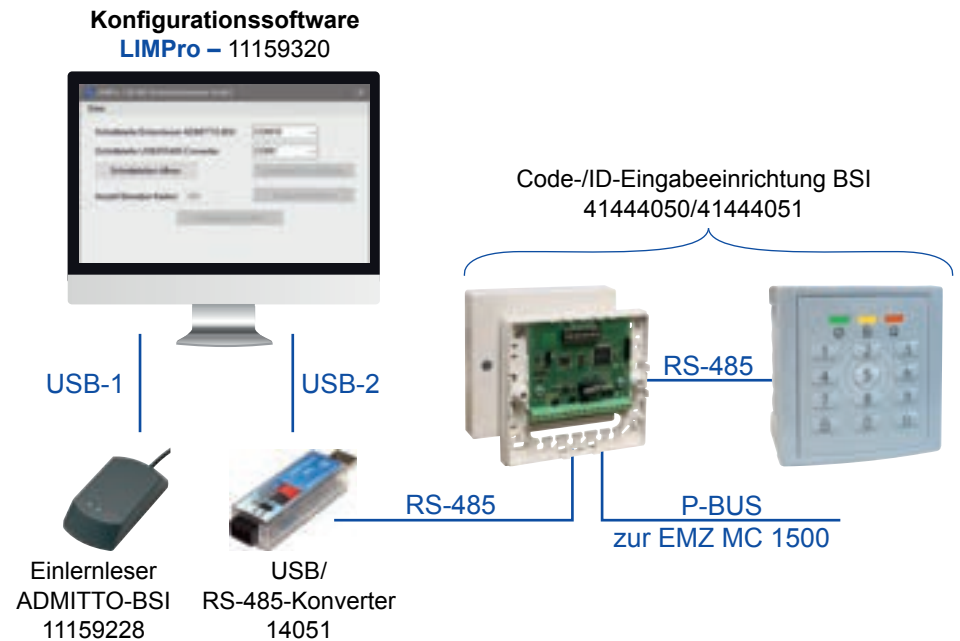 Konfigurationssoftware
LIMPro – 11159320
Code-/ID-Eingabeeinrichtung BSI
41444050/41444051
USB-1
USB-2
RS-485
RS-485
P-BUS
zur EMZ MC 1500
Einlernleser
ADMITTO-BSI
11159228
USB/
RS-485-Konverter
14051